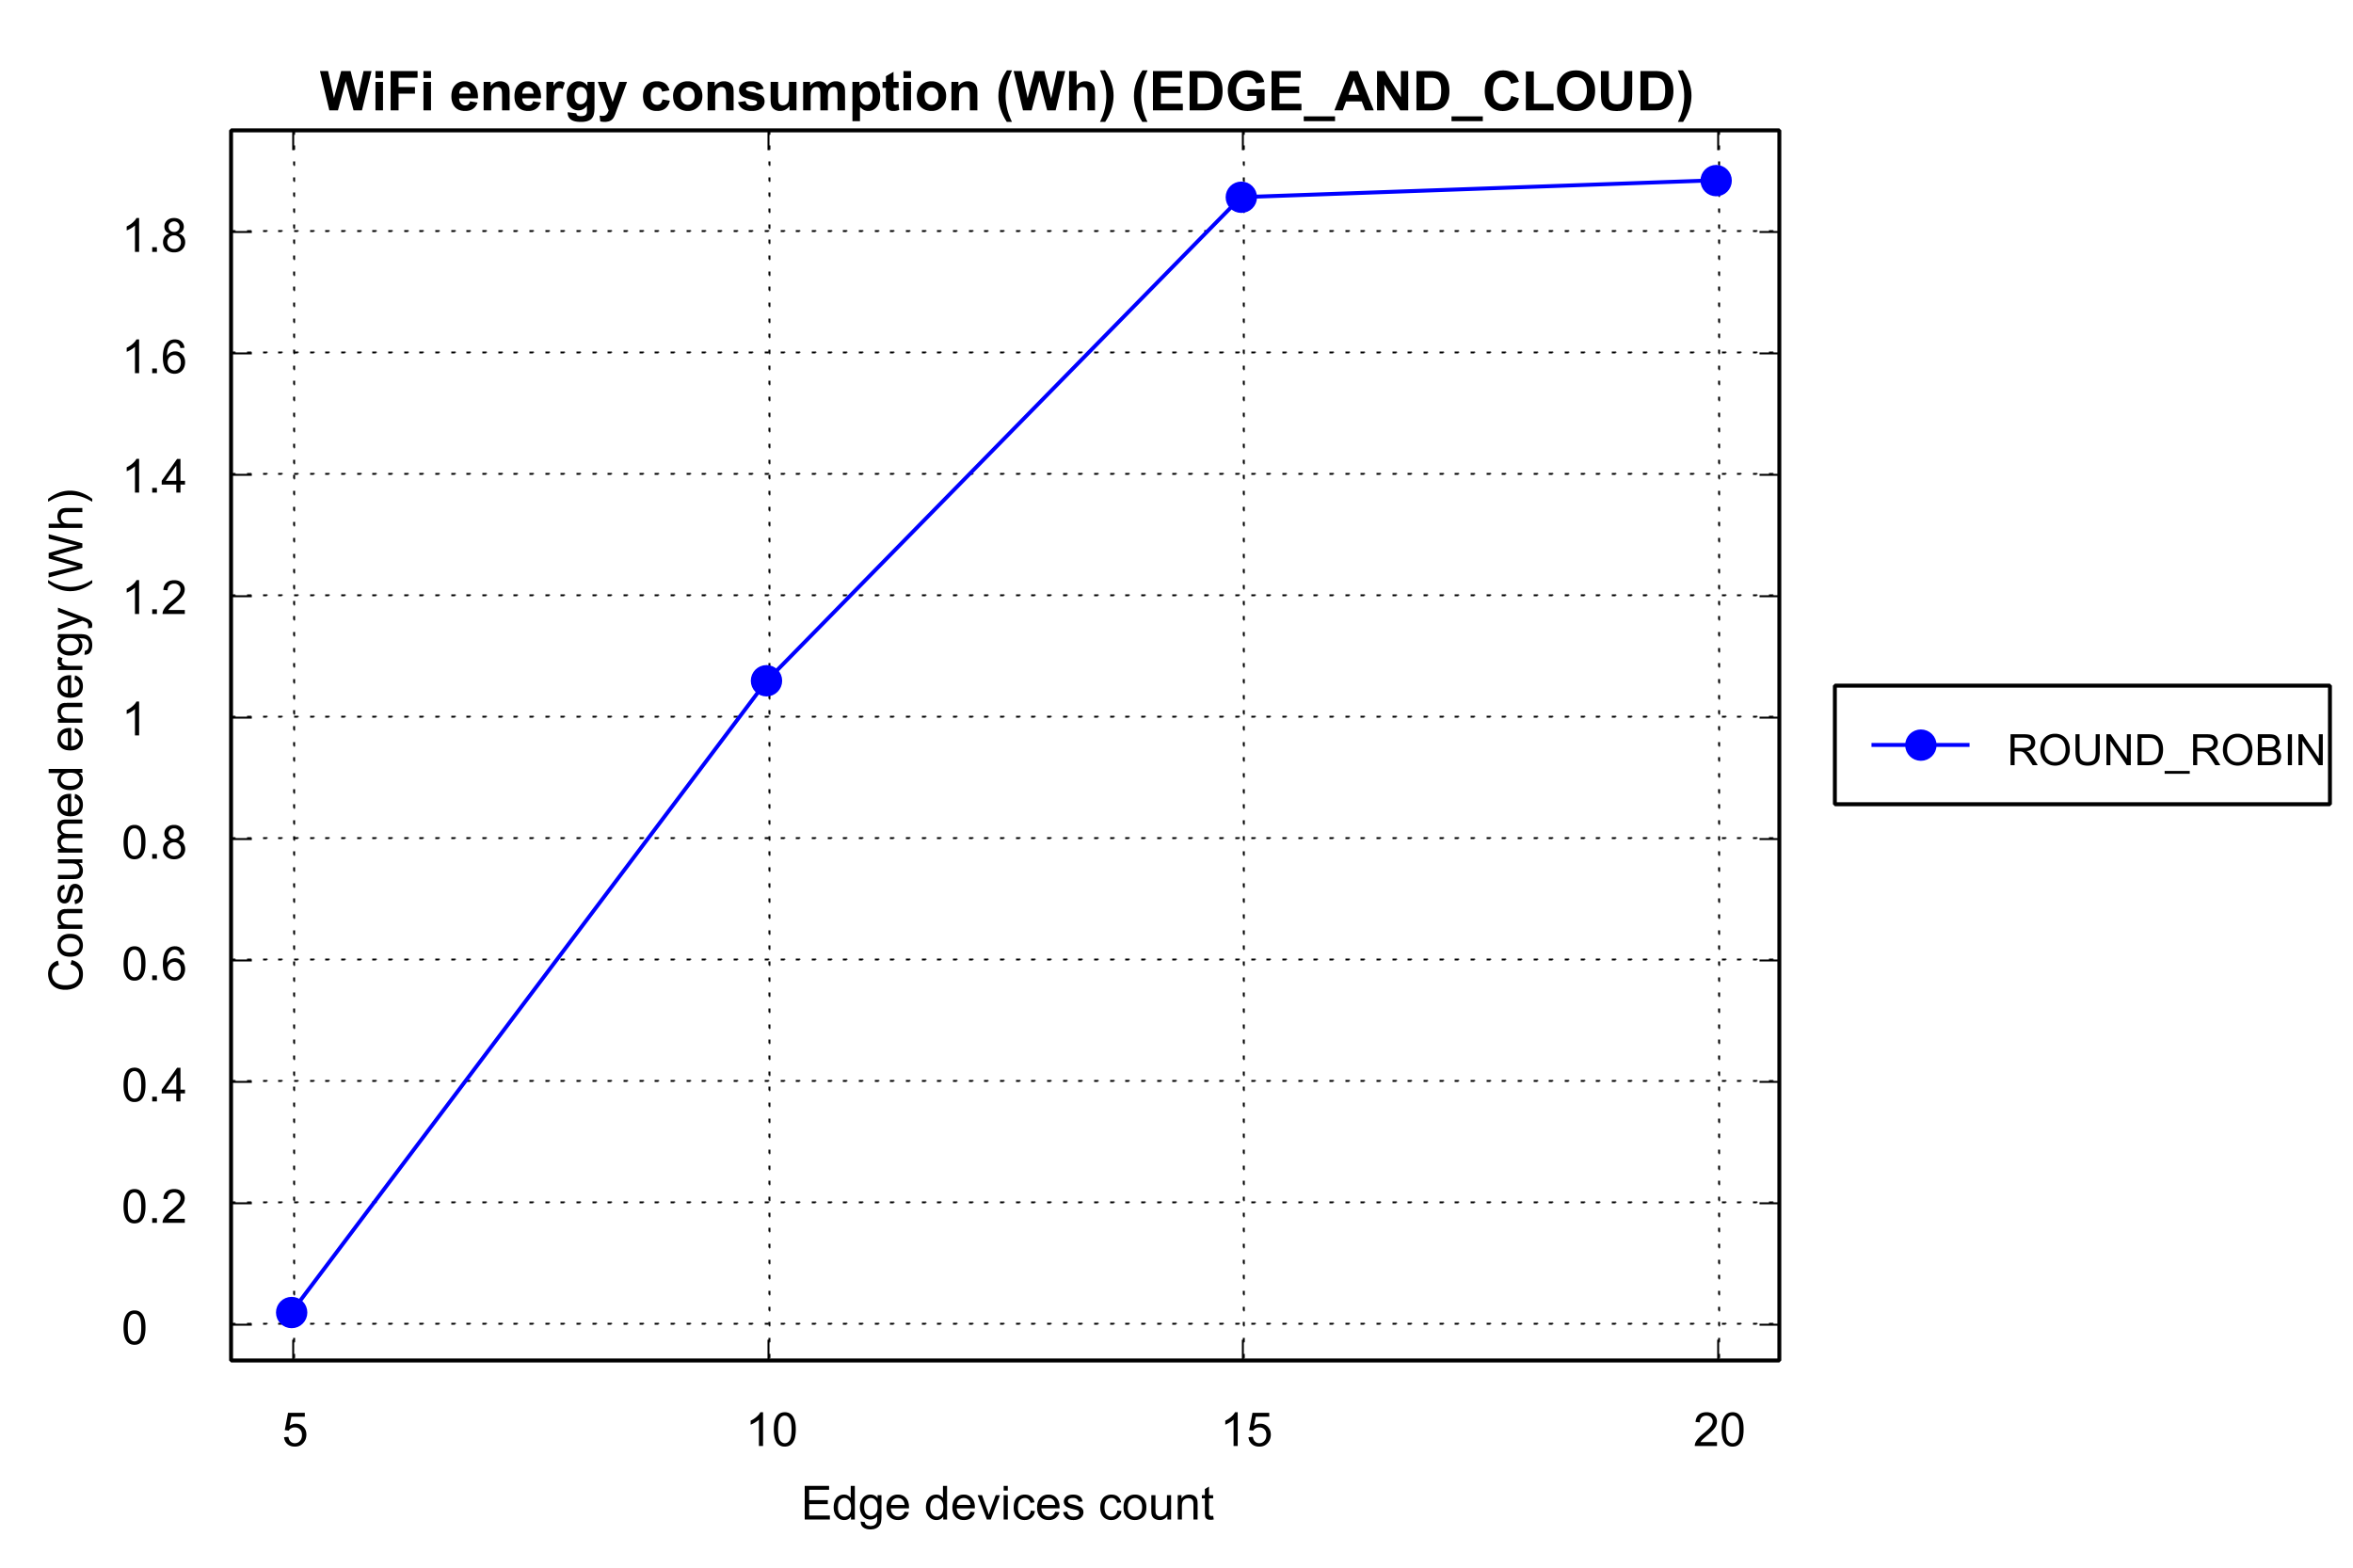 WiFi energy consumption (Wh) (EDGE_AND_CLOUD)
1.8
1.6
1.4
1.2
1
0.8
0.6
0.4
0.2
0
Consumed energy (Wh)
5 10 15 20
Edge devices count
ROUND_ROBIN